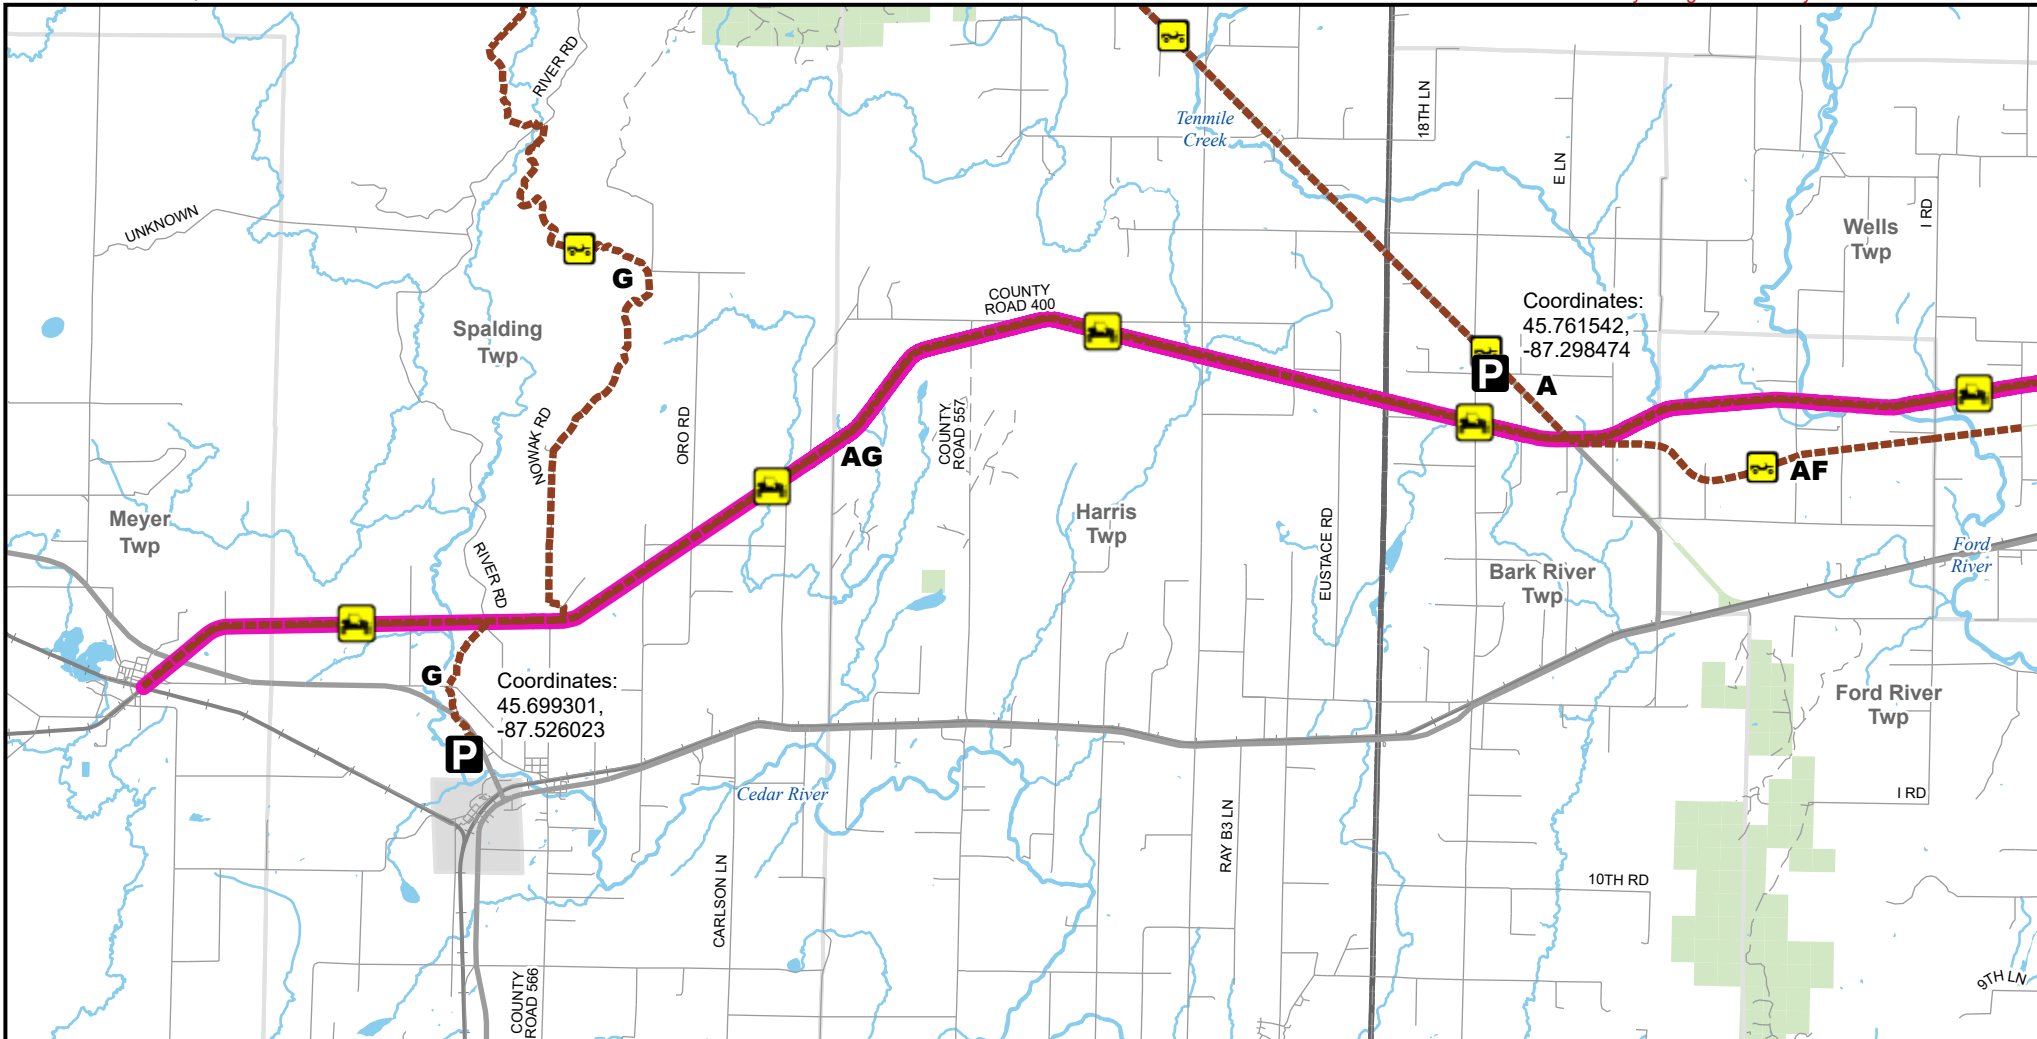 RIVER RD
18TH LN
Tenmile
Creek
E LN
I RD
UNKNOWN
Wells
Twp
G
COUNTY
ROAD 400
Coordinates:
45.761542,
-87.298474
Spalding
Twp
P
A
NOWAK RD
ORO RD
COUNTY
ROAD 557
AG
AF
Meyer
Twp
Harris
Twp
EUSTACE RD
RIVER RD
Bark River
Twp
Ford
River
G
Coordinates:
45.699301,
-87.526023
P
Ford River
Twp
Cedar River
I RD
RAY B3 LN
CARLSON LN
10TH RD
COUNTY
ROAD 566
9TH LN